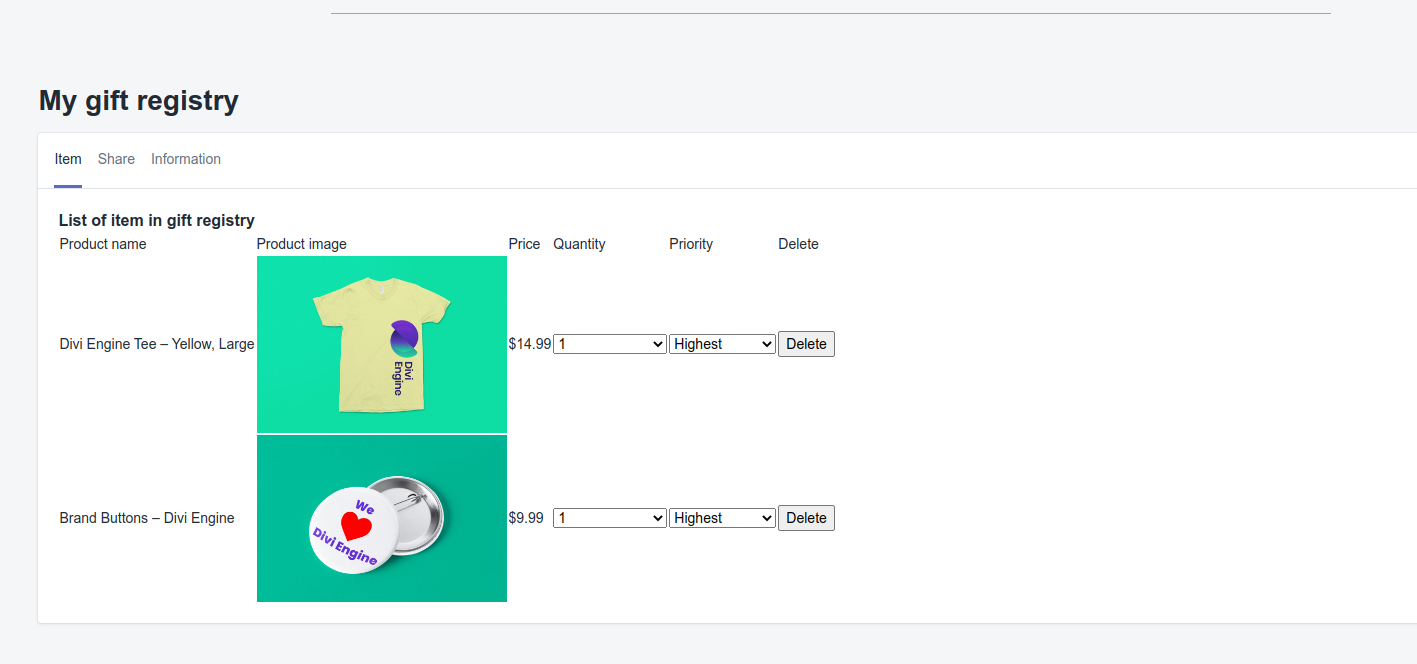 My gift registry
Item Share Information
List of item in gift registry
Product name Product image Price Quantity Priority Delete
Divi Engine Tee – Yellow, Large $14.99 1 Highest Delete
Divi
Engine
Brand Buttons – Divi Engine $9.99 1 Highest Delete
We
Divi Engine